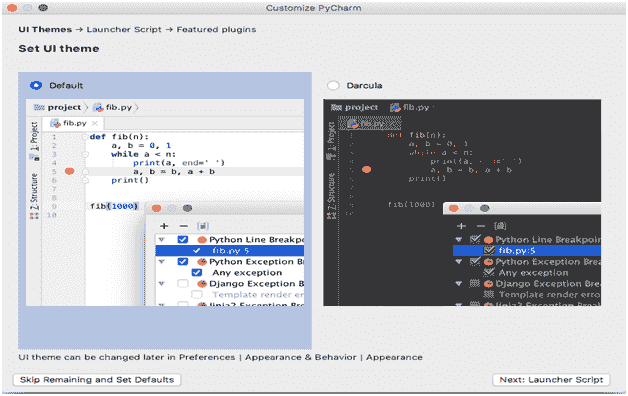 Customize PyCharm
UI Themes → Launcher Script → Featured plugins
Set UI theme
Default
project fib.py
fib.py
1: Project
Z: Structure
1 def fib(n):
2 a, b = 0, 1
3 while a < n:
4 print(a, end=' ')
5 a, b = b, a + b
6 print()
7
8
9 fib(1000)
10
Python Line Breakpoin
fib.py:5
Python Exception Brea
Any exception
Django Exception Brea
Template render erro
Jinja2 Exception Brea
Darcula
project fib.py
fib.py
1: Project
Z: Structure
def fib(n):
a, b = 0, 1
while a < n:
print(a, end=' ')
a, b = b, a + b
print()
fib(1000)
Python Line Breakpoin
fib.py:5
Python Exception Brea
Any exception
Django Exception Brea
Template render erro
Jinja2 Exception Brea
UI theme can be changed later in Preferences | Appearance & Behavior | Appearance
Skip Remaining and Set Defaults
Next: Launcher Script